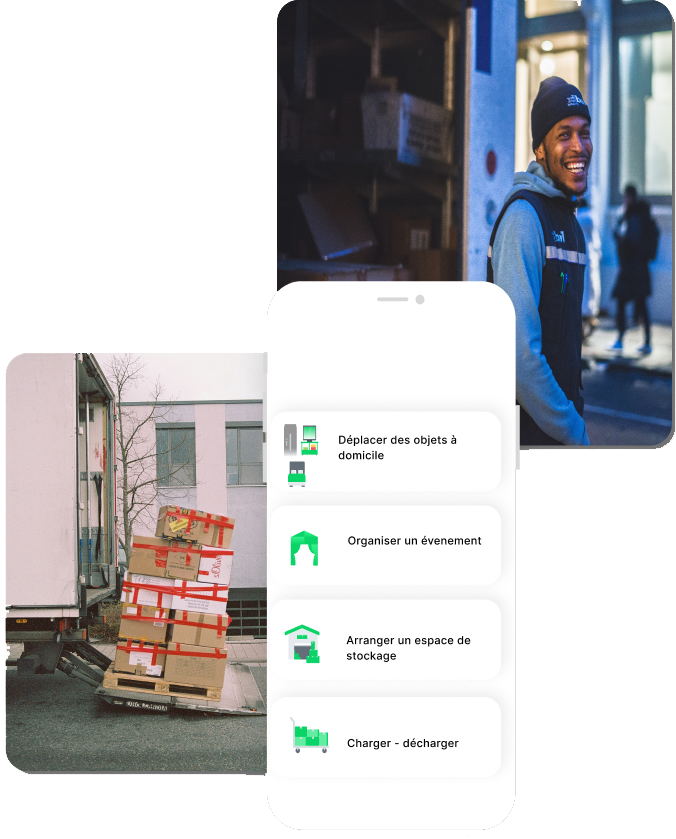 Déplacer des objets à
domicile
Organiser un évenement
Arranger un espace de
stockage
Charger - décharger